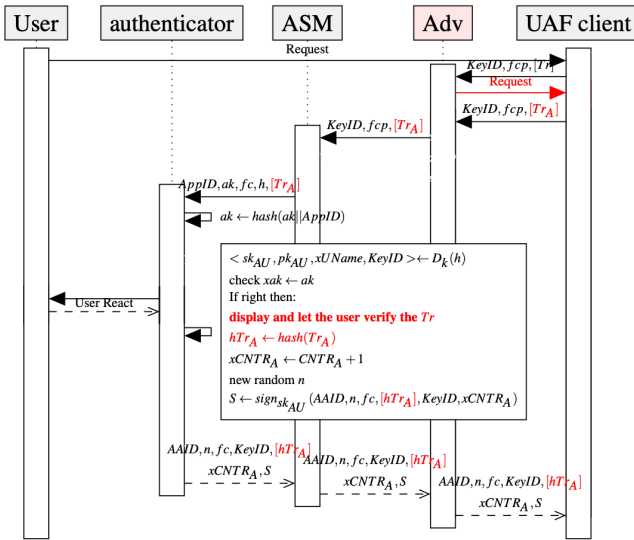 User authenticator ASM Adv UAF client
Request
KeyID, fcp, [Tr]
Request
KeyID, fcp, [Tr_A]
KeyID, fcp, [Tr_A]
AppID, ak, fc, h, [Tr_A]
ak ← hash(ak||AppID)
< sk_AU, pk_AU, xUName, KeyID >← D_k(h)
check xak ← ak
If right then:
display and let the user verify the Tr
hTr_A ← hash(Tr_A)
xCNTR_A ← CNTR_A + 1
new random n
S ← sign_sk_AU (AAID, n, fc, [hTr_A], KeyID, xCNTR_A)
User React
AAID, n, fc, KeyID, [hTr_A]
xCNTR_A, S
AAID, n, fc, KeyID, [hTr_A]
xCNTR_A, S
AAID, n, fc, KeyID, [hTr_A]
xCNTR_A, S